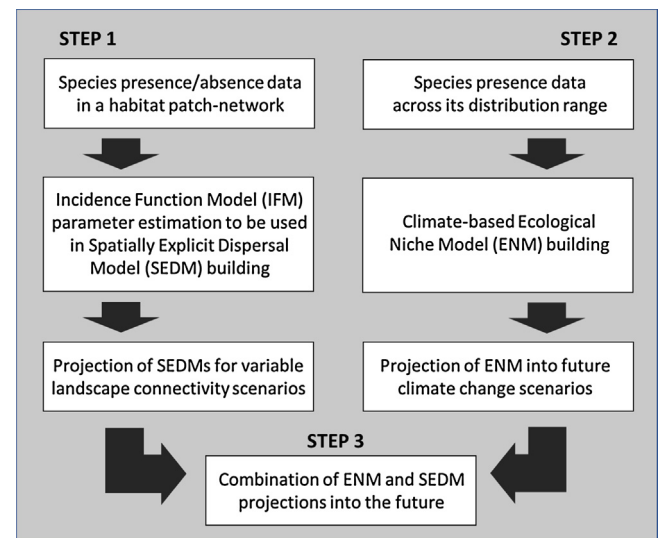 STEP 1
Species presence/absence data
in a habitat patch-network
Incidence Function Model (IFM)
parameter estimation to be used
in Spatially Explicit Dispersal
Model (SEDM) building
Projection of SEDMs for variable
landscape connectivity scenarios
STEP 2
Species presence data
across its distribution range
Climate-based Ecological
Niche Model (ENM) building
Projection of ENM into future
climate change scenarios
STEP 3
Combination of ENM and SEDM
projections into the future